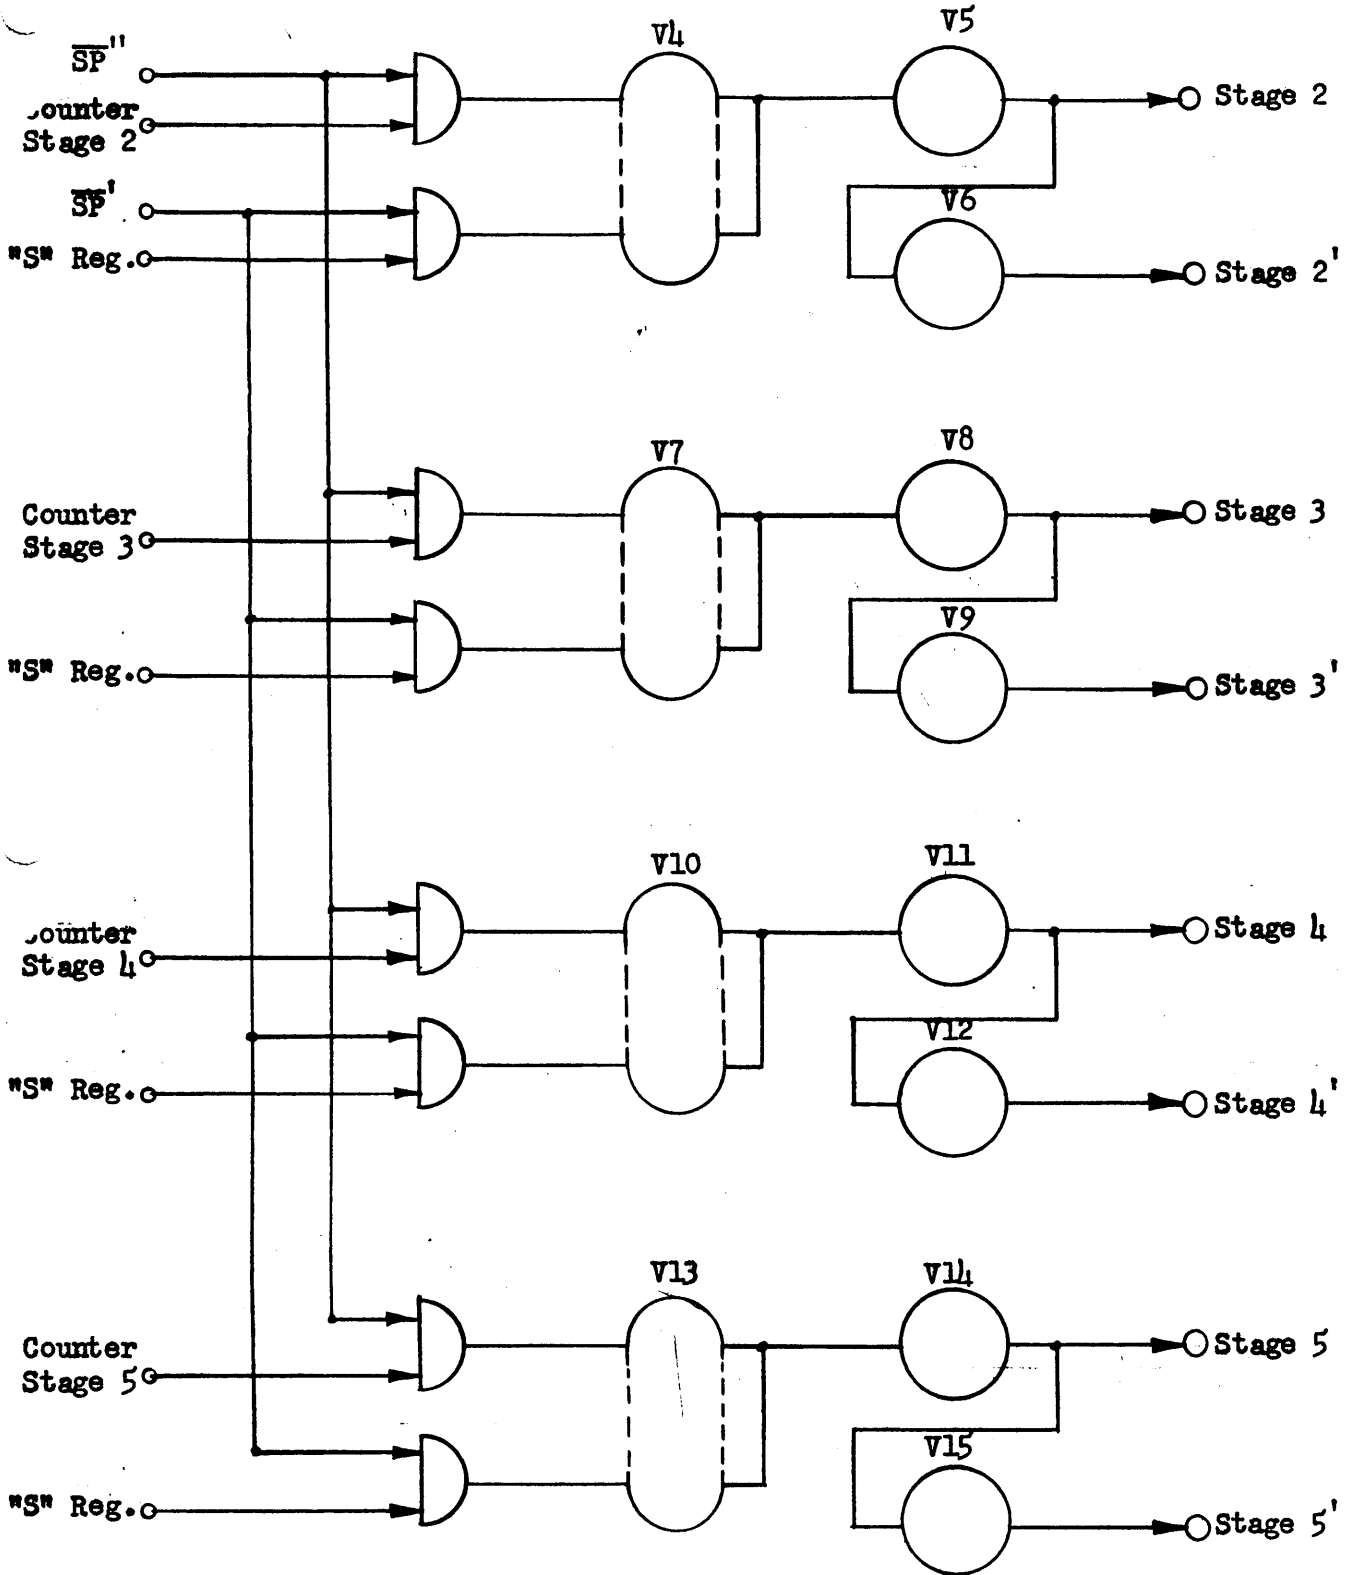 V4
V5
S̅P̅"
Stage 2
Stage 2
S̅P̅'
V6
"S" Reg.
Stage 2'
V7
V8
Counter
Stage 3
Stage 3
V9
"S" Reg.
Stage 3'
V10
V11
Stage 4
Stage 4
V12
"S" Reg.
Stage 4'
V13
V14
Counter
Stage 5
Stage 5
V15
"S" Reg.
Stage 5'